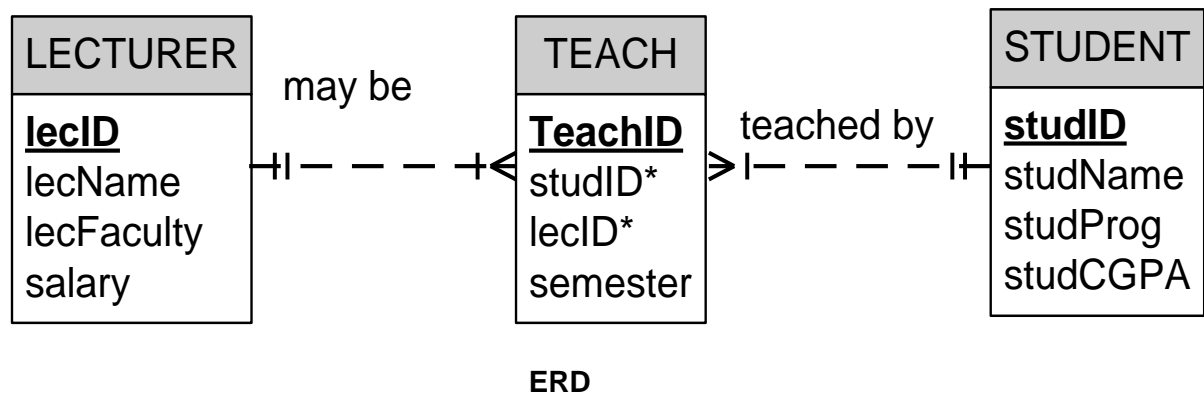 LECTURER
lecID
lecName
lecFaculty
salary
may be
TEACH
TeachID
studID*
lecID*
semester
teached by
STUDENT
studID
studName
studProg
studCGPA
ERD